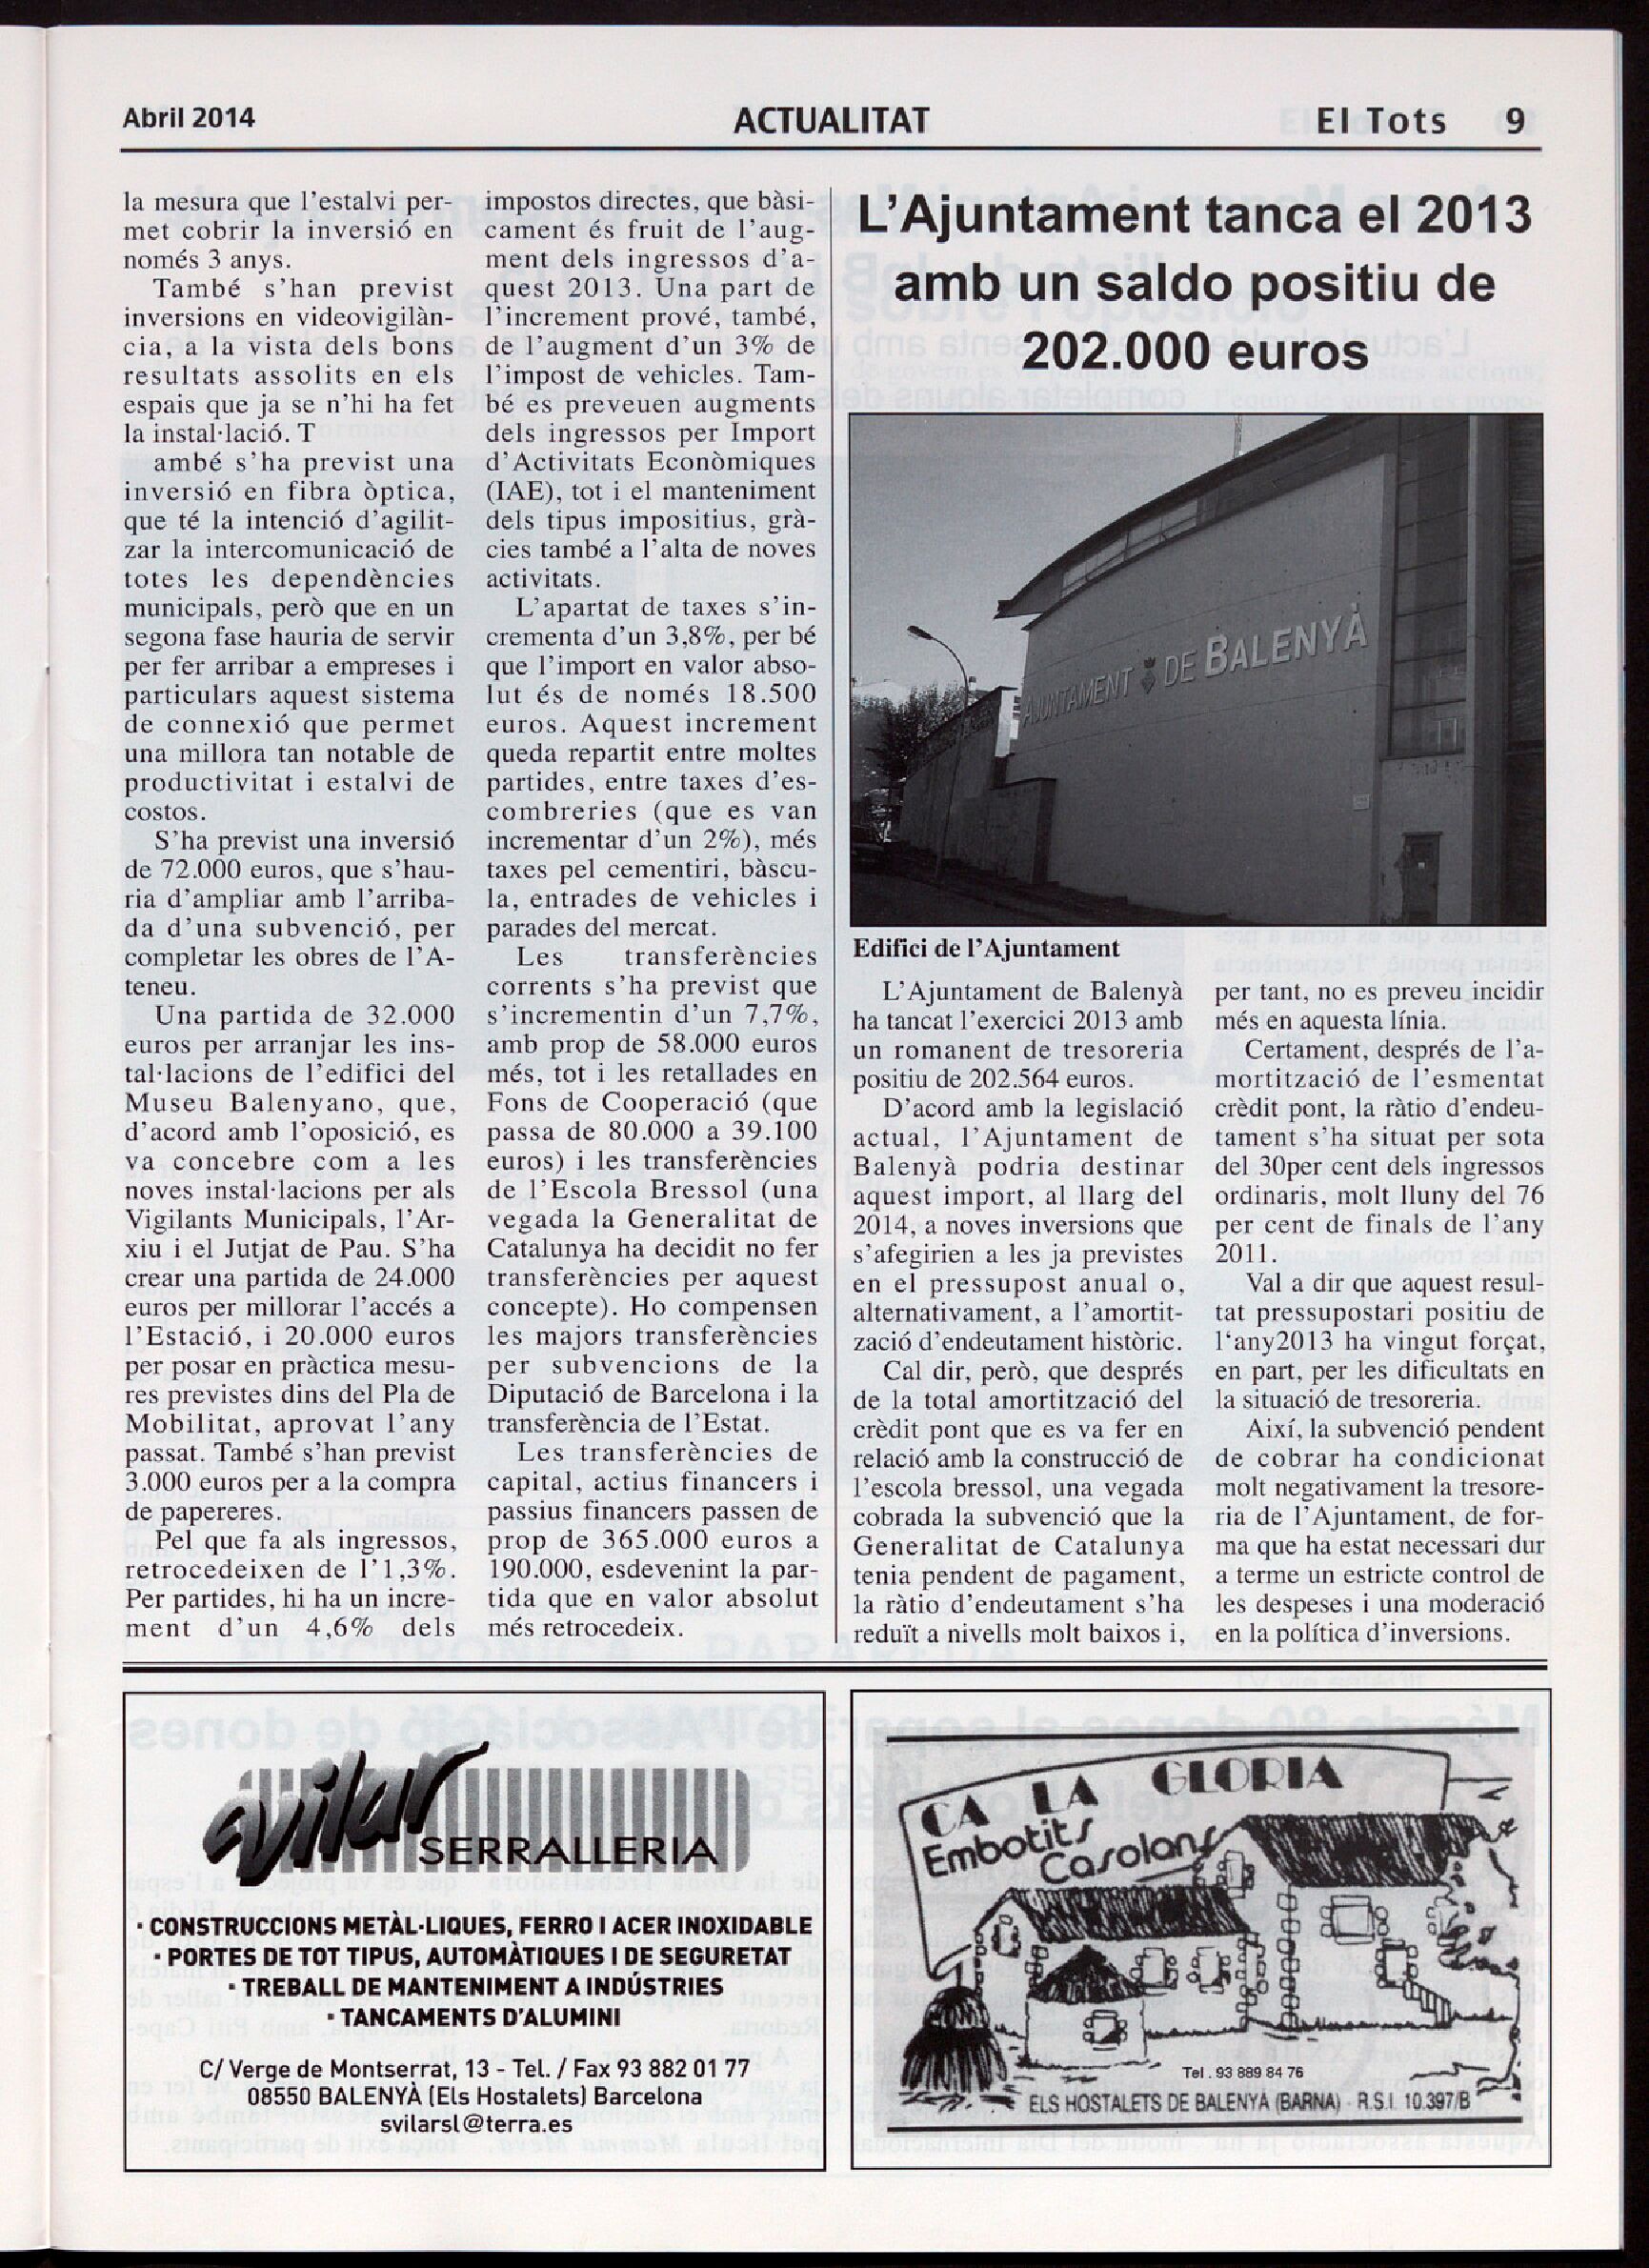 Abril 2014
ACTUALITAT
El Tots 9
la mesura que l'estalvi per-
met cobrir la inversió en
només 3 anys.
També s'han previst
inversions en videovigilàn-
cia, a la vista dels bons
resultats assolits en els
espais que ja se n'hi ha fet
la instal·lació. T
ambé s'ha previst una
inversió en fibra òptica,
que té la intenció d'agilit-
zar la intercomunicació de
totes les dependències
municipals, però que en un
segona fase hauria de servir
per fer arribar a empreses i
particulars aquest sistema
de connexió que permet
una millora tan notable de
productivitat i estalvi de
costos.
S'ha previst una inversió
de 72.000 euros, que s'hau-
ria d'ampliar amb l'arriba-
da d'una subvenció, per
completar les obres de l'A-
teneu.
Una partida de 32.000
euros per arranjar les ins-
tal·lacions de l'edifici del
Museu Balenyano, que,
d'acord amb l'oposició, es
va concebre com a les
noves instal·lacions per als
Vigilants Municipals, l'Ar-
xiu i el Jutjat de Pau. S'ha
crear una partida de 24.000
euros per millorar l'accés a
l'Estació, i 20.000 euros
per posar en pràctica mesu-
res previstes dins del Pla de
Mobilitat, aprovat l'any
passat. També s'han previst
3.000 euros per a la compra
de papereres.
Pel que fa als ingressos,
retrocedeixen de l'1,3%.
Per partides, hi ha un incre-
ment d'un 4,6% dels
impostos directes, que bàsi-
cament és fruit de l'aug-
ment dels ingressos d'a-
quest 2013. Una part de
l'increment prové, també,
de l'augment d'un 3% de
l'impost de vehicles. Tam-
bé es preveuen augments
dels ingressos per Import
d'Activitats Econòmiques
(IAE), tot i el manteniment
dels tipus impositius, grà-
cies també a l'alta de noves
activitats.
L'apartat de taxes s'in-
crementa d'un 3,8%, per bé
que l'import en valor abso-
lut és de només 18.500
euros. Aquest increment
queda repartit entre moltes
partides, entre taxes d'es-
combreries (que es van
incrementar d'un 2%), més
taxes pel cementiri, bàscu-
la, entrades de vehicles i
parades del mercat.
Les transferències
corrents s'ha previst que
s'incrementin d'un 7,7%,
amb prop de 58.000 euros
més, tot i les retallades en
Fons de Cooperació (que
passa de 80.000 a 39.100
euros) i les transferències
de l'Escola Bressol (una
vegada la Generalitat de
Catalunya ha decidit no fer
transferències per aquest
concepte). Ho compensen
les majors transferències
per subvencions de la
Diputació de Barcelona i la
transferència de l'Estat.
Les transferències de
capital, actius financers i
passius financers passen de
prop de 365.000 euros a
190.000, esdevenint la par-
tida que en valor absolut
més retrocedeix.
L'Ajuntament tanca el 2013
amb un saldo positiu de
202.000 euros
AJUNTAMENT DE BALENYÀ
Edifici de l'Ajuntament
L'Ajuntament de Balenyà
ha tancat l'exercici 2013 amb
un romanent de tresoreria
positiu de 202.564 euros.
D'acord amb la legislació
actual, l'Ajuntament de
Balenyà podria destinar
aquest import, al llarg del
2014, a noves inversions que
s'afegirien a les ja previstes
en el pressupost anual o,
alternativament, a l'amortit-
zació d'endeutament històric.
Cal dir, però, que després
de la total amortització del
crèdit pont que es va fer en
relació amb la construcció de
l'escola bressol, una vegada
cobrada la subvenció que la
Generalitat de Catalunya
tenia pendent de pagament,
la ràtio d'endeutament s'ha
reduït a nivells molt baixos i,
per tant, no es preveu incidir
més en aquesta línia.
Certament, després de l'a-
mortització de l'esmentat
crèdit pont, la ràtio d'endeu-
tament s'ha situat per sota
del 30per cent dels ingressos
ordinaris, molt lluny del 76
per cent de finals de l'any
2011.
Val a dir que aquest resul-
tat pressupostari positiu de
l'any2013 ha vingut forçat,
en part, per les dificultats en
la situació de tresoreria.
Així, la subvenció pendent
de cobrar ha condicionat
molt negativament la tresore-
ria de l'Ajuntament, de for-
ma que ha estat necessari dur
a terme un estricte control de
les despeses i una moderació
en la política d'inversions.
vilar
SERRALLERIA
· CONSTRUCCIONS METÀL·LIQUES, FERRO I ACER INOXIDABLE
· PORTES DE TOT TIPUS, AUTOMÀTIQUES I DE SEGURETAT
· TREBALL DE MANTENIMENT A INDÚSTRIES
· TANCAMENTS D'ALUMINI
C/ Verge de Montserrat, 13 - Tel. / Fax 93 882 01 77
08550 BALENYÀ (Els Hostalets) Barcelona
svilarsl@terra.es
CA LA GLORIA
Embotits
Casolans
Tel. 93 889 84 76
ELS HOSTALETS DE BALENYA (BARNA) - R.S.I. 10.397/B